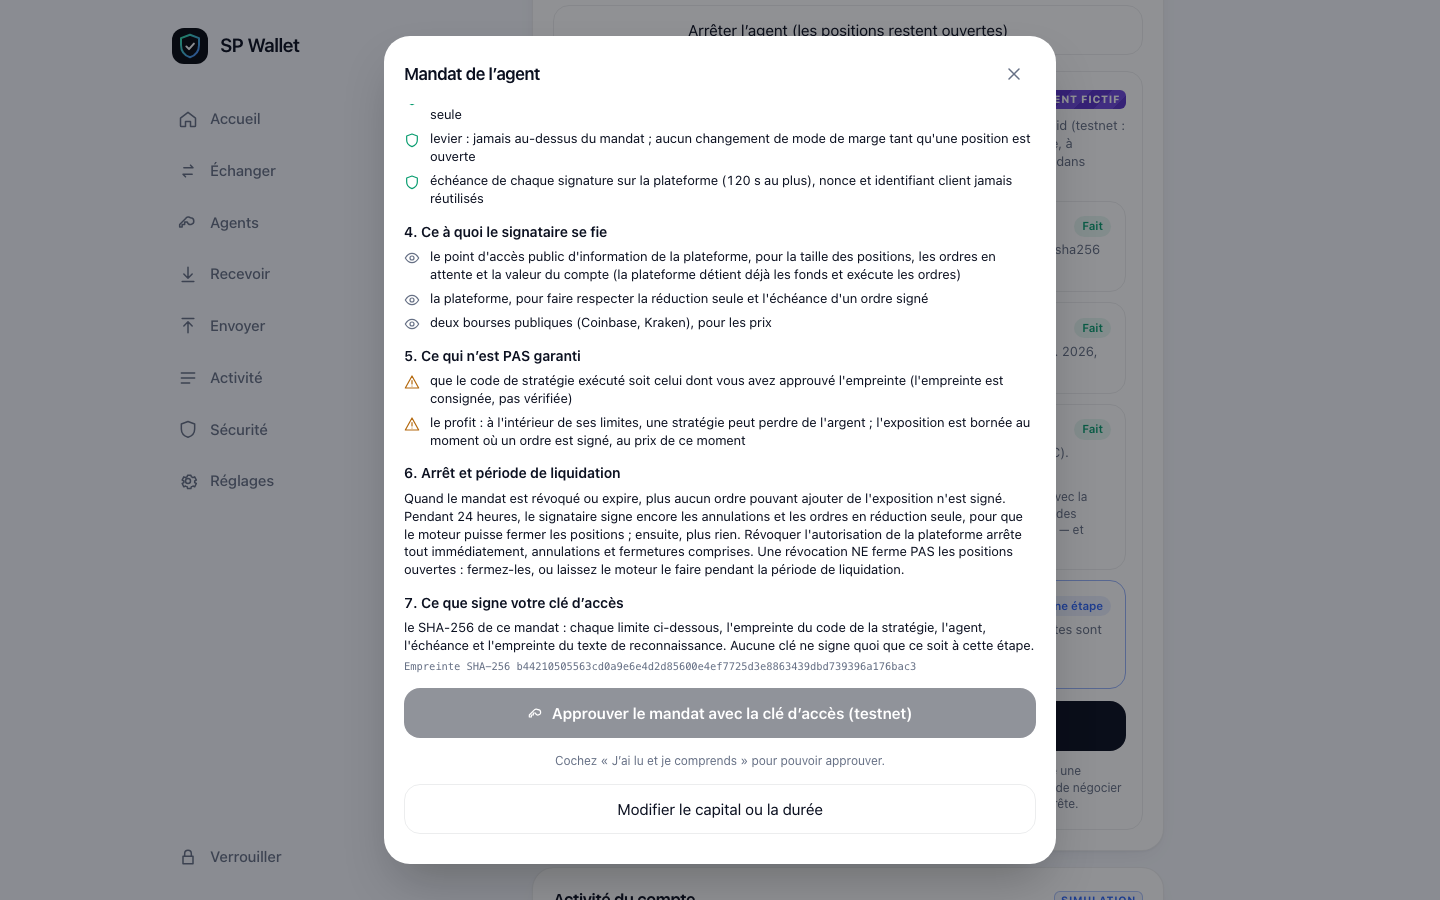 SP Wallet
Accueil
Échanger
Agents
Recevoir
Envoyer
Activité
Sécurité
Réglages
Verrouiller
Arrêter l’agent (les positions restent ouvertes)
Mandat de l’agent
seule
levier : jamais au-dessus du mandat ; aucun changement de mode de marge tant qu'une position est
ouverte
échéance de chaque signature sur la plateforme (120 s au plus), nonce et identifiant client jamais
réutilisés
4. Ce à quoi le signataire se fie
le point d'accès public d'information de la plateforme, pour la taille des positions, les ordres en
attente et la valeur du compte (la plateforme détient déjà les fonds et exécute les ordres)
la plateforme, pour faire respecter la réduction seule et l'échéance d'un ordre signé
deux bourses publiques (Coinbase, Kraken), pour les prix
5. Ce qui n’est PAS garanti
que le code de stratégie exécuté soit celui dont vous avez approuvé l'empreinte (l'empreinte est
consignée, pas vérifiée)
le profit : à l'intérieur de ses limites, une stratégie peut perdre de l'argent ; l'exposition est bornée au
moment où un ordre est signé, au prix de ce moment
6. Arrêt et période de liquidation
Quand le mandat est révoqué ou expire, plus aucun ordre pouvant ajouter de l'exposition n'est signé.
Pendant 24 heures, le signataire signe encore les annulations et les ordres en réduction seule, pour que
le moteur puisse fermer les positions ; ensuite, plus rien. Révoquer l'autorisation de la plateforme arrête
tout immédiatement, annulations et fermetures comprises. Une révocation NE ferme PAS les positions
ouvertes : fermez-les, ou laissez le moteur le faire pendant la période de liquidation.
7. Ce que signe votre clé d’accès
le SHA-256 de ce mandat : chaque limite ci-dessous, l'empreinte du code de la stratégie, l'agent,
l'échéance et l'empreinte du texte de reconnaissance. Aucune clé ne signe quoi que ce soit à cette étape.
Empreinte SHA-256 b44210505563cd0a9e6e4d2d85600e4ef7725d3e8863439dbd739396a176bac3
Approuver le mandat avec la clé d’accès (testnet)
Cochez « J’ai lu et je comprends » pour pouvoir approuver.
Modifier le capital ou la durée
FICTIF
(testnet :
à
dans
Fait
sha256
Fait
2026,
Fait
avec la
des
— et
étape
sont
une
de négocier
Activité du compte
SIMULATION